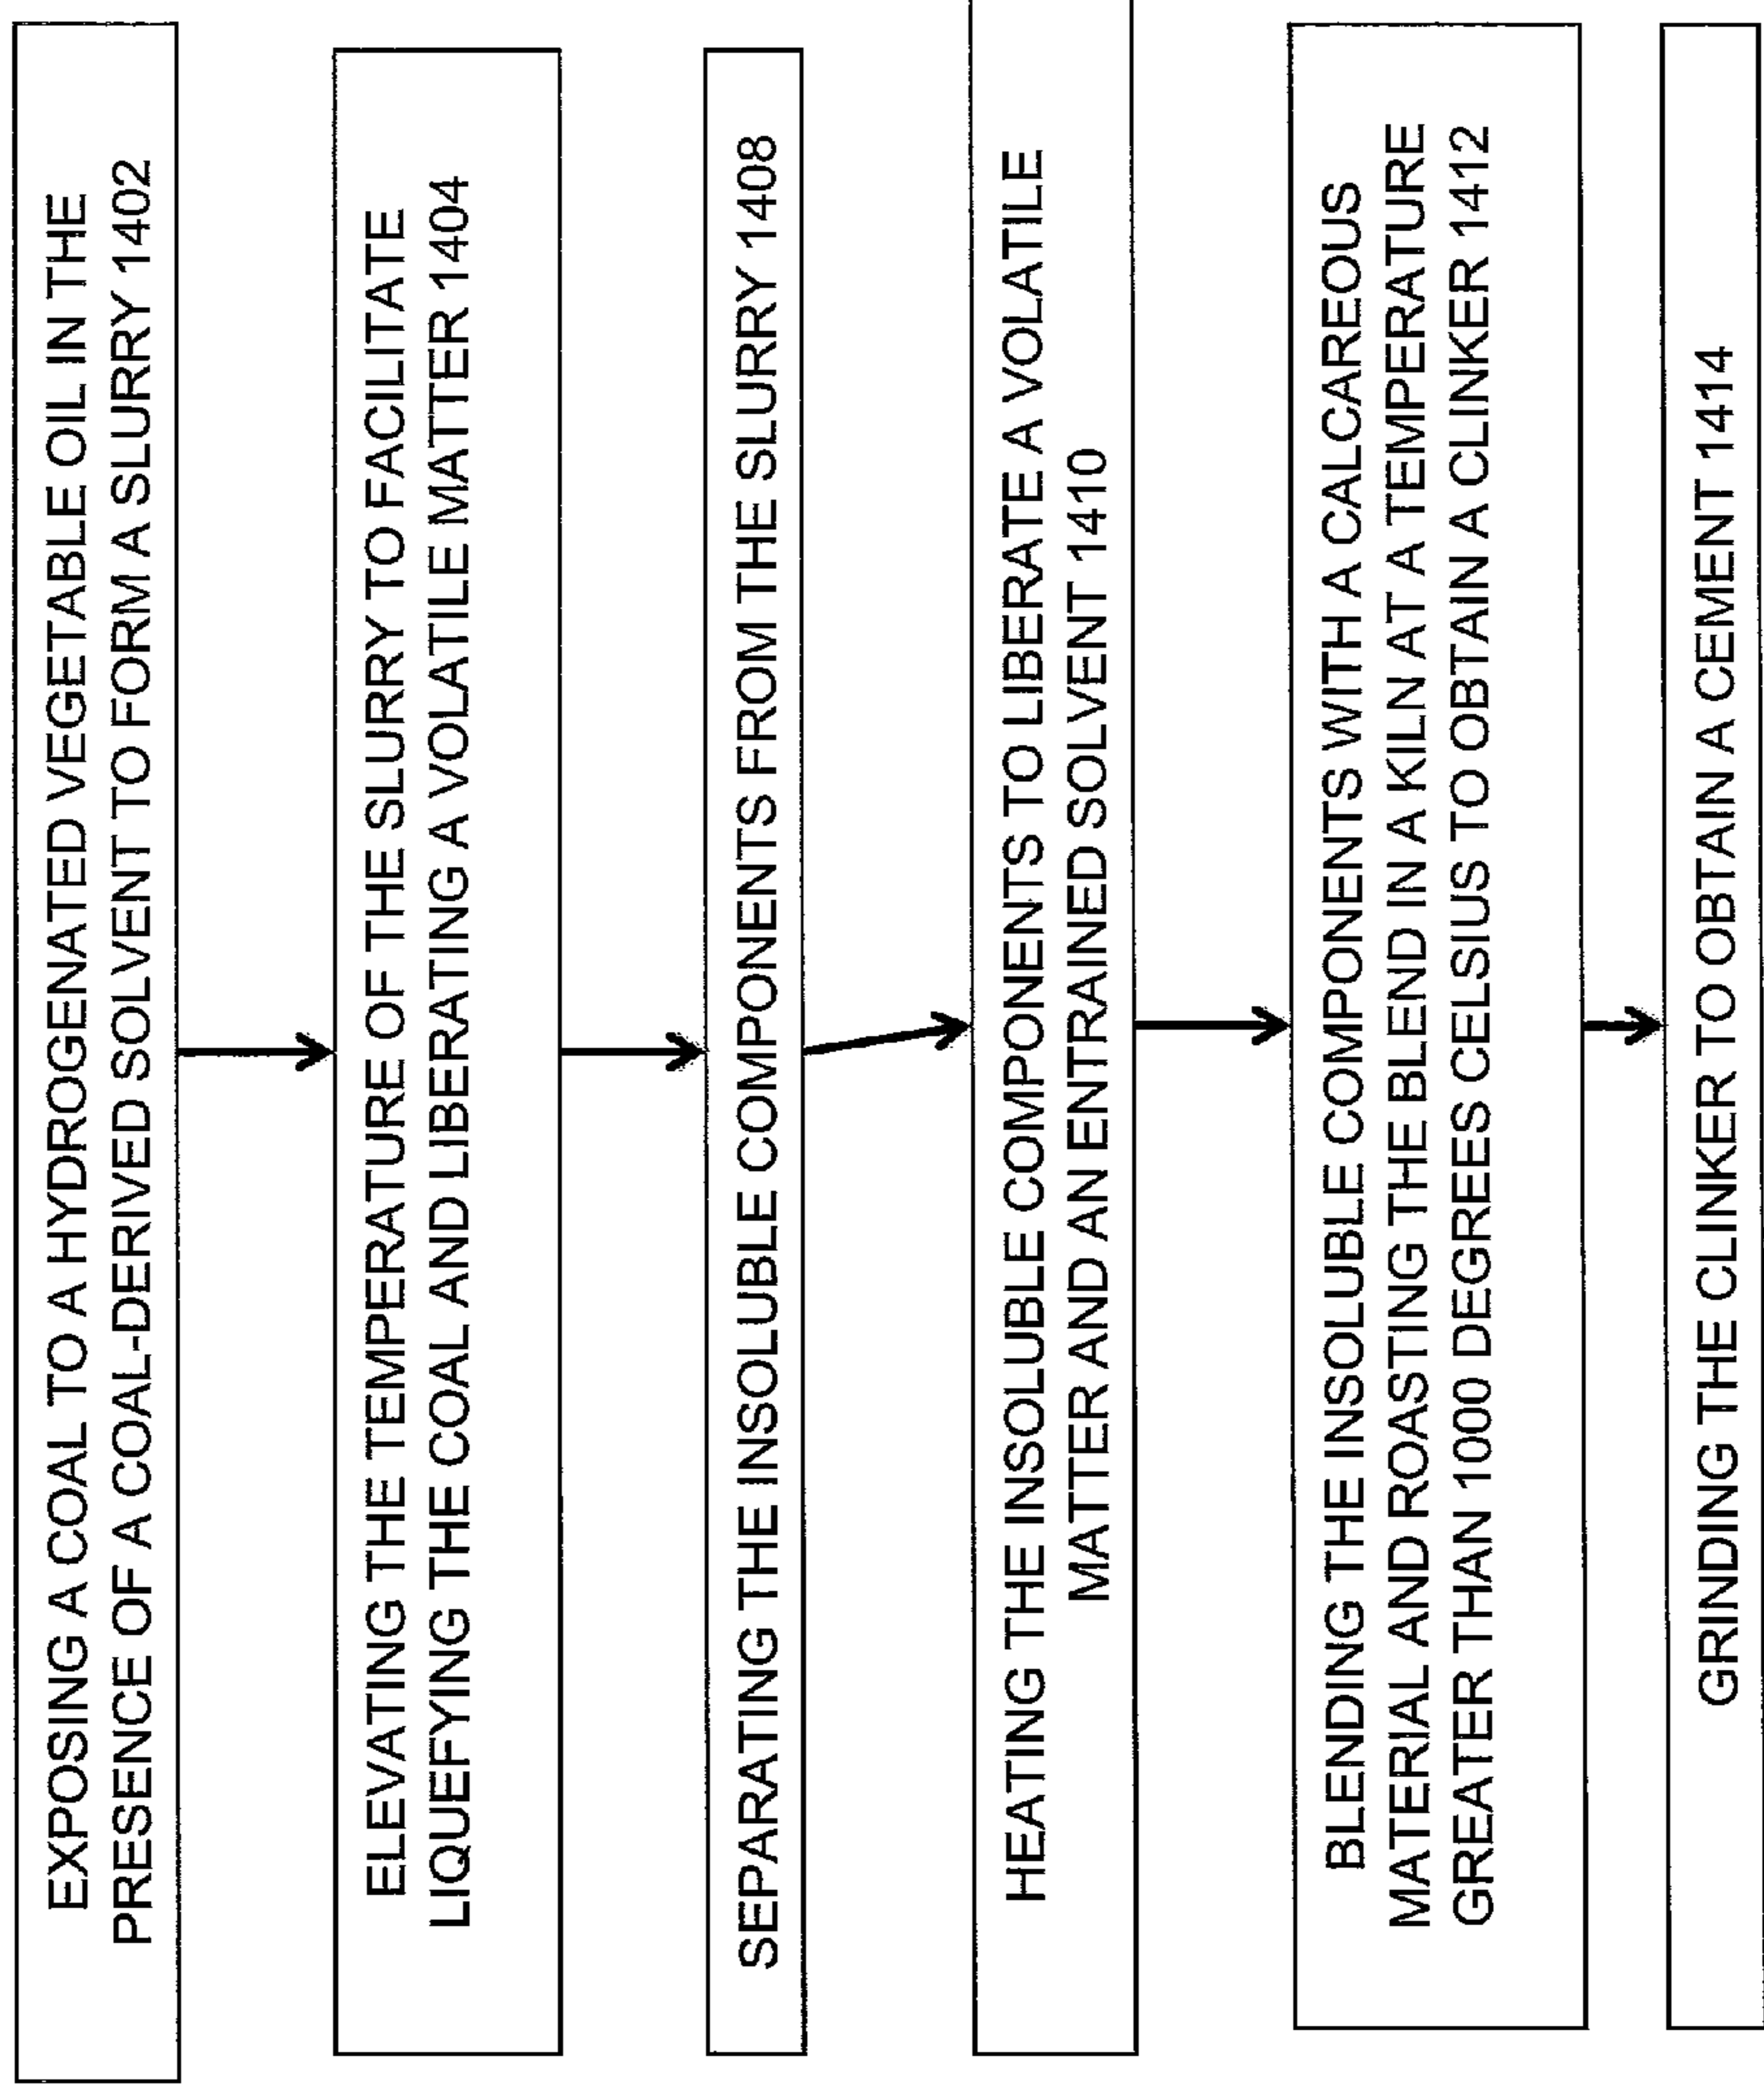 EXPOSING A COAL TO A HYDROGENATED VEGETABLE OIL IN THE
PRESENCE OF A COAL-DERIVED SOLVENT TO FORM A SLURRY 1402
ELEVATING THE TEMPERATURE OF THE SLURRY TO FACILITATE
LIQUEFYING THE COAL AND LIBERATING A VOLATILE MATTER 1404
SEPARATING THE INSOLUBLE COMPONENTS FROM THE SLURRY 1408
HEATING THE INSOLUBLE COMPONENTS TO LIBERATE A VOLATILE
MATTER AND AN ENTRAINED SOLVENT 1410
BLENDING THE INSOLUBLE COMPONENTS WITH A CALCAREOUS
MATERIAL AND ROASTING THE BLEND IN A KILN AT A TEMPERATURE
GREATER THAN 1000 DEGREES CELSIUS TO OBTAIN A CLINKER 1412
GRINDING THE CLINKER TO OBTAIN A CEMENT 1414